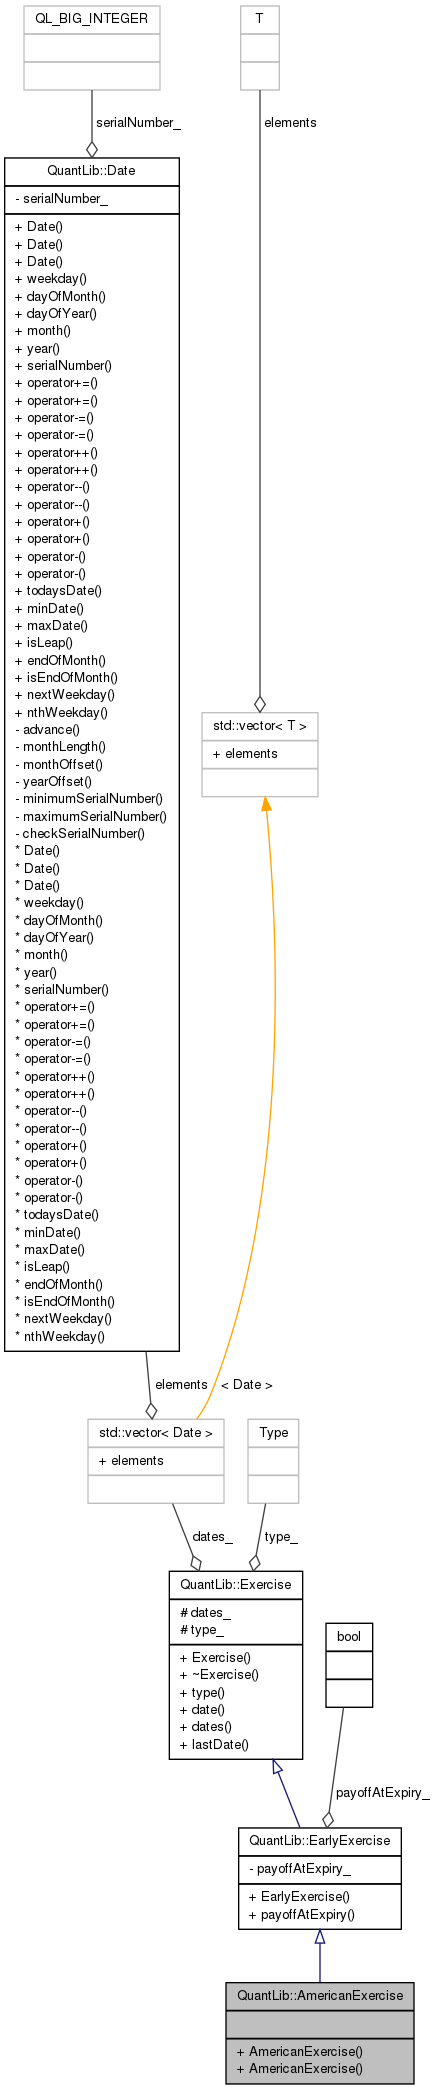 QL_BIG_INTEGER
T
serialNumber_
elements
QuantLib::Date
- serialNumber_
+ Date()
+ Date()
+ Date()
+ weekday()
+ dayOfMonth()
+ dayOfYear()
+ month()
+ year()
+ serialNumber()
+ operator+=()
+ operator+=()
+ operator-=()
+ operator-=()
+ operator++()
+ operator++()
+ operator--()
+ operator--()
+ operator+()
+ operator+()
+ operator-()
+ operator-()
+ todaysDate()
+ minDate()
+ maxDate()
+ isLeap()
+ endOfMonth()
+ isEndOfMonth()
+ nextWeekday()
+ nthWeekday()
- advance()
- monthLength()
- monthOffset()
- yearOffset()
- minimumSerialNumber()
- maximumSerialNumber()
- checkSerialNumber()
* Date()
* Date()
* Date()
* weekday()
* dayOfMonth()
* dayOfYear()
* month()
* year()
* serialNumber()
* operator+=()
* operator+=()
* operator-=()
* operator-=()
* operator++()
* operator++()
* operator--()
* operator--()
* operator+()
* operator+()
* operator-()
* operator-()
* todaysDate()
* minDate()
* maxDate()
* isLeap()
* endOfMonth()
* isEndOfMonth()
* nextWeekday()
* nthWeekday()
std::vector< T >
+ elements
elements
< Date >
std::vector< Date >
+ elements
Type
dates_
type_
QuantLib::Exercise
# dates_
# type_
+ Exercise()
+ ~Exercise()
+ type()
+ date()
+ dates()
+ lastDate()
bool
payoffAtExpiry_
QuantLib::EarlyExercise
- payoffAtExpiry_
+ EarlyExercise()
+ payoffAtExpiry()
QuantLib::AmericanExercise
+ AmericanExercise()
+ AmericanExercise()